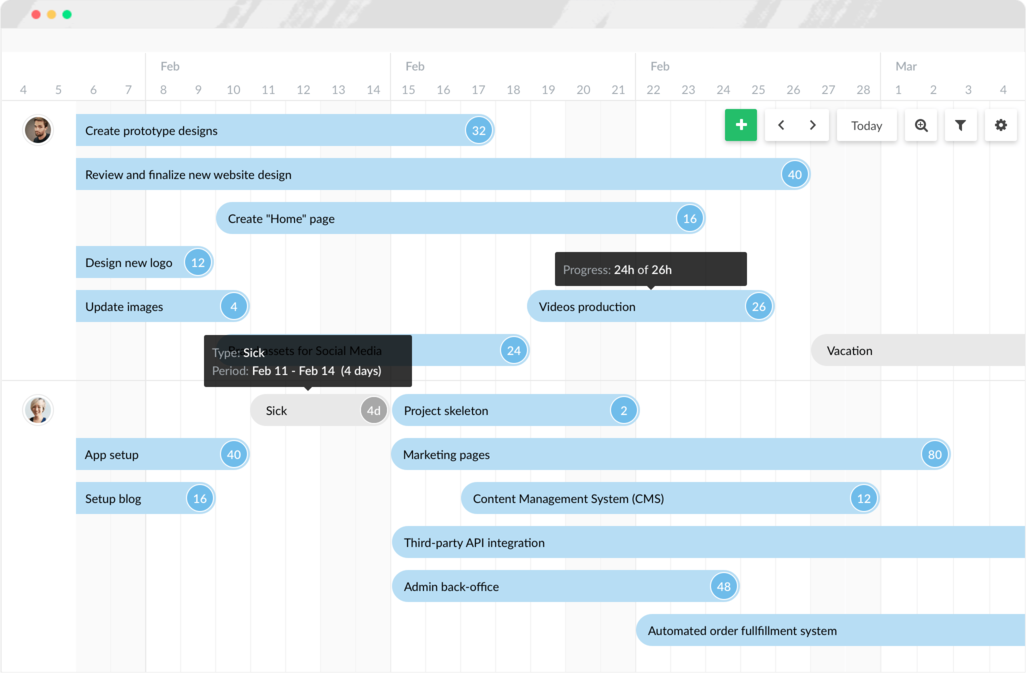 Feb Feb Feb Mar
4 5 6 7 8 9 10 11 12 13 14 15 16 17 18 19 20 21 22 23 24 25 26 27 28 1 2 3 4
Create prototype designs 32
+ Today
Review and finalize new website design 40
Create "Home" page 16
Design new logo 12
Progress: 24h of 26h
Update images 4
Videos production 26
assets for Social Media 24
Vacation
Type: Sick
Period: Feb 11 - Feb 14 (4 days)
Sick 4d
Project skeleton 2
App setup 40
Marketing pages 80
Setup blog 16
Content Management System (CMS) 12
Third-party API integration
Admin back-office 48
Automated order fullfillment system